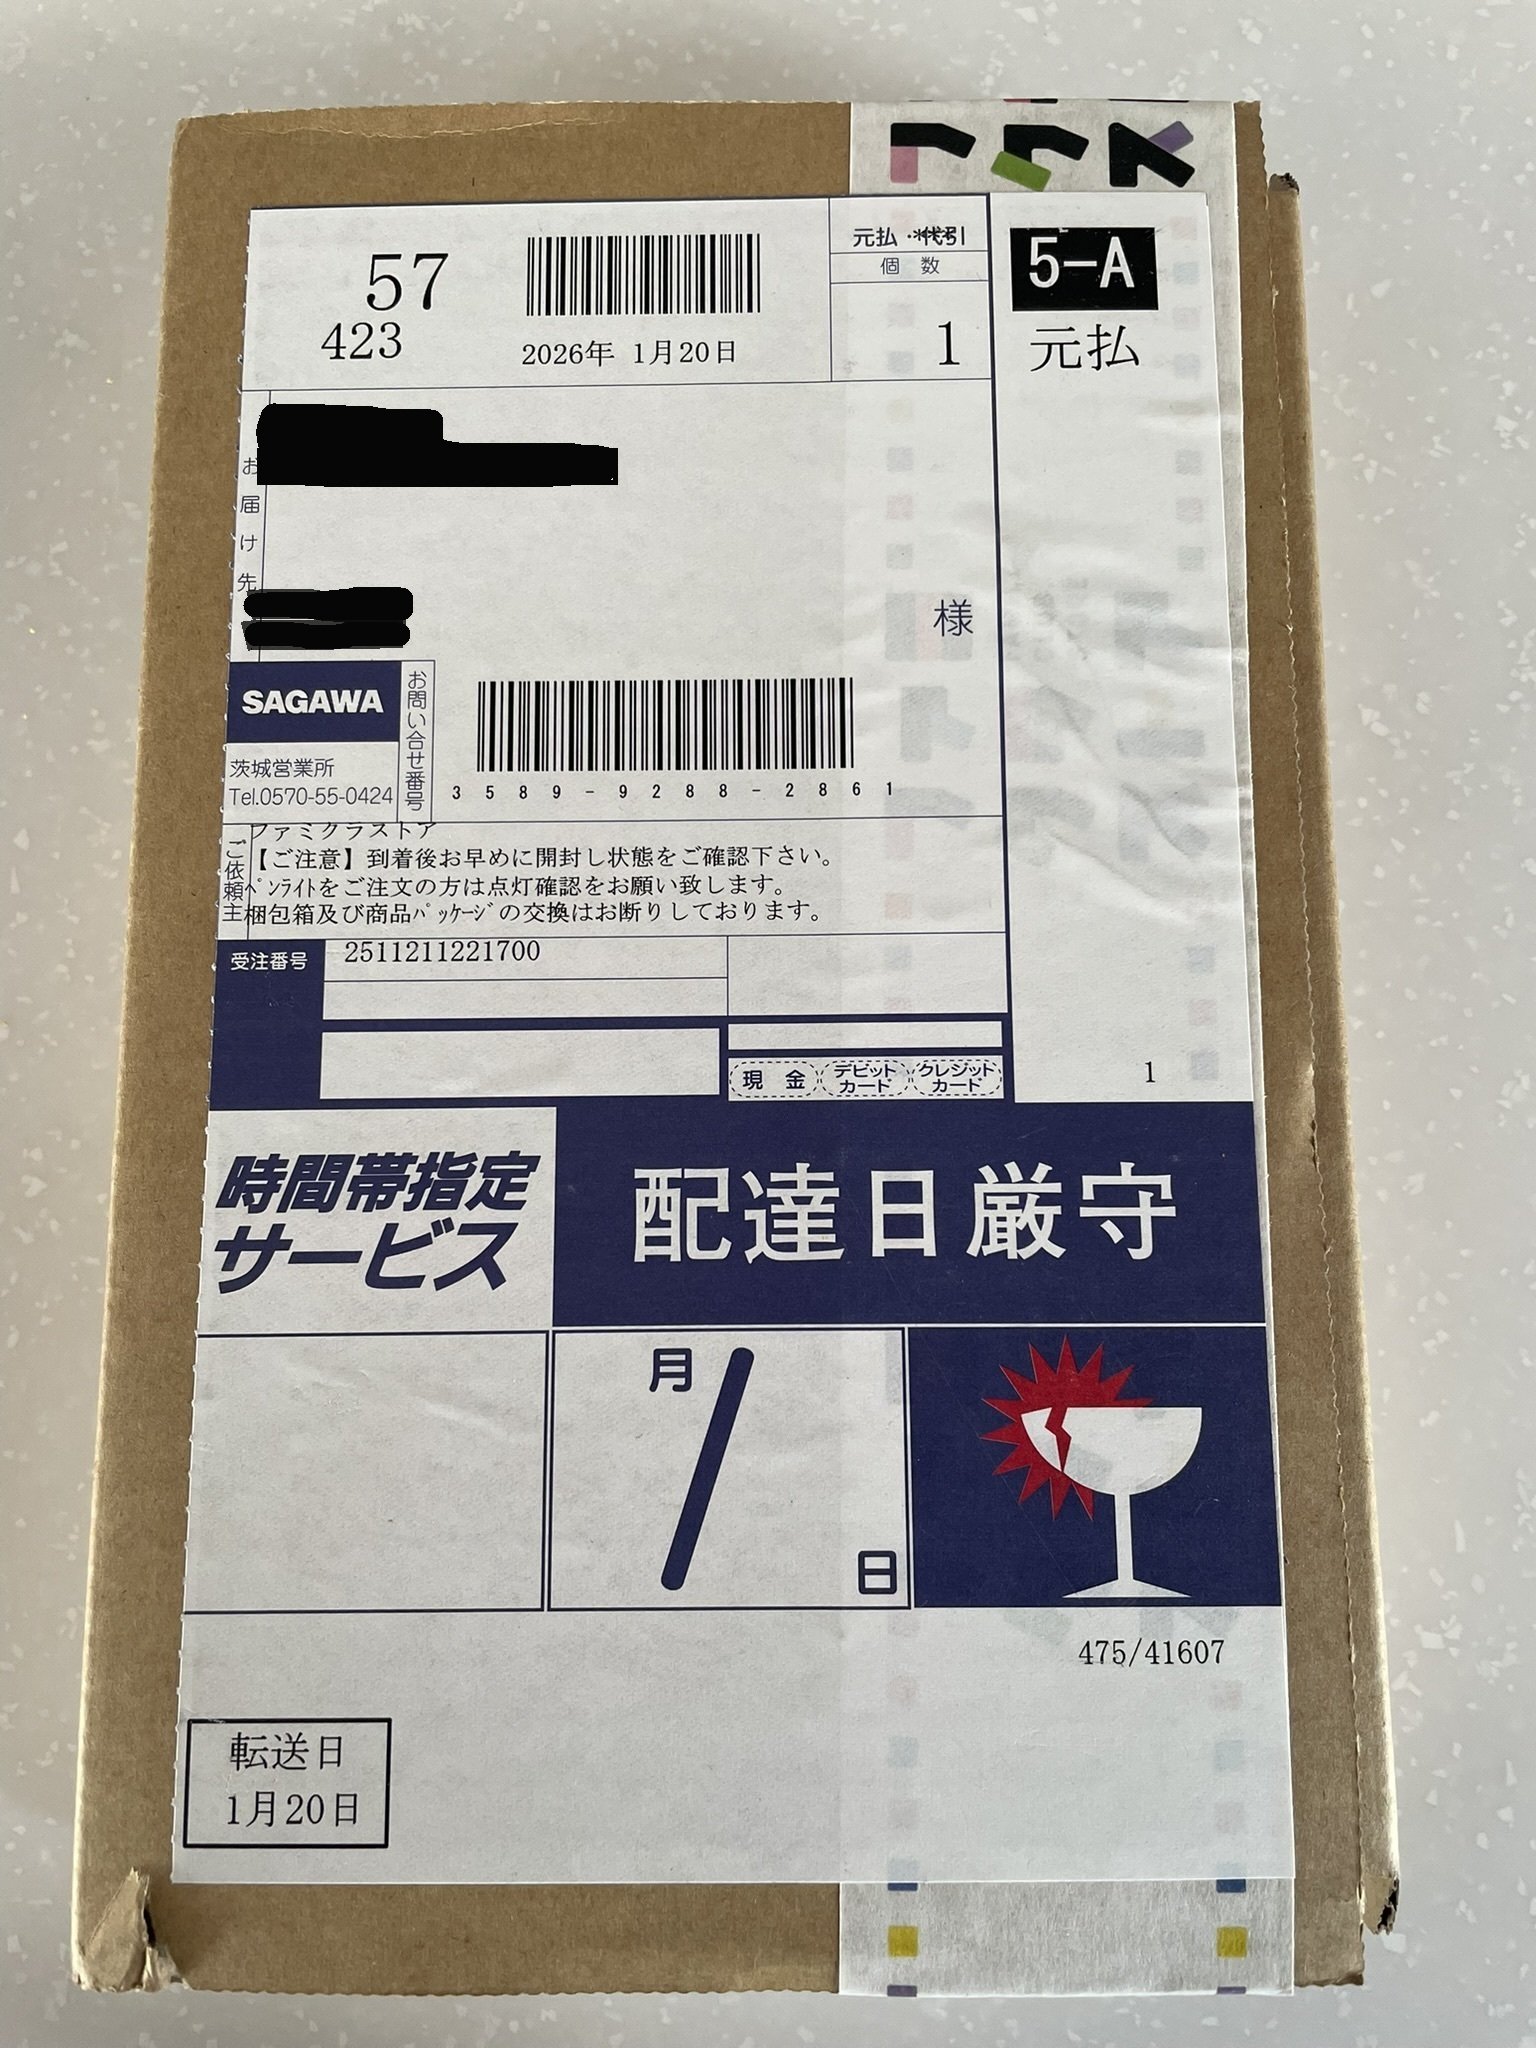 57
423
2026年 1月20日
元払・*代引
個数
1
5-A
元払
お届け先
様
SAGAWA
茨城営業所
Tel.0570-55-0424
お問い合せ番号
3589-9288-2861
ご依頼主
ファミクラストア
【ご注意】到着後お早めに開封し状態をご確認下さい。
ﾍﾟﾝﾗｲﾄをご注文の方は点灯確認をお願い致します。
梱包箱及び商品ﾊﾟｯｹｰｼﾞの交換はお断りしております。
受注番号
2511211221700
現金
デビットカード
クレジットカード
1
時間帯指定
サービス
配達日厳守
月/日
475/41607
転送日
1月20日